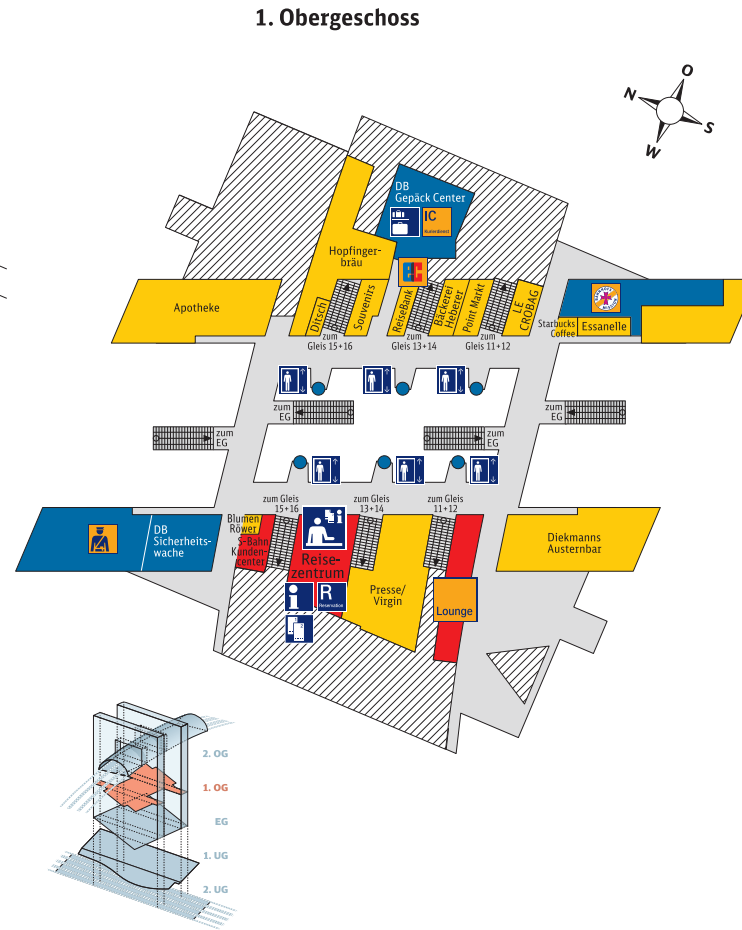 1. Obergeschoss
O
N
S
W
DB
Gepäck Center
IC
Kurierdienst
Hopfinger-
bräu
EC
Apotheke
Ditsch
Souvenirs
ReiseBank
Bäckerei
Heberer
Point Markt
LE
CROBAG
Starbucks
Coffee
Essanelle
zum
Gleis 15+16
zum
Gleis 13+14
zum
Gleis 11+12
zum
EG
zum
EG
zum
EG
zum
EG
zum Gleis
15+16
zum Gleis
13+14
zum Gleis
11+12
DB
Sicherheits-
wache
Blumen
Röwer
S-Bahn
Kunden-
center
i
Reise-
zentrum
i
R
Reservation
Presse/
Virgin
Lounge
Diekmanns
Austernbar
2. OG
1. OG
EG
1. UG
2. UG